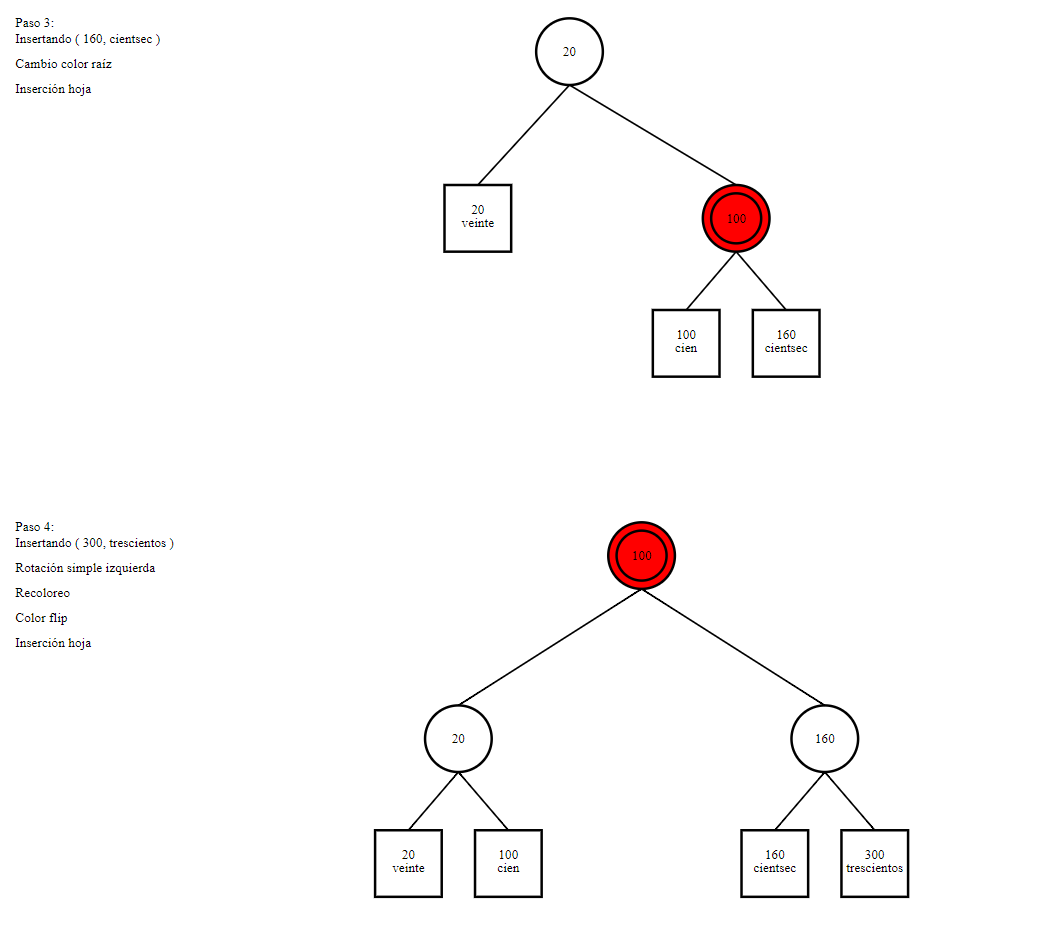 Paso 3:
Insertando ( 160, cientsec )
Cambio color raíz
Inserción hoja
20
20
veinte
100
100
cien
160
cientsec
Paso 4:
Insertando ( 300, trescientos )
Rotación simple izquierda
Recoloreo
Color flip
Inserción hoja
100
20
160
20
veinte
100
cien
160
cientsec
300
trescientos